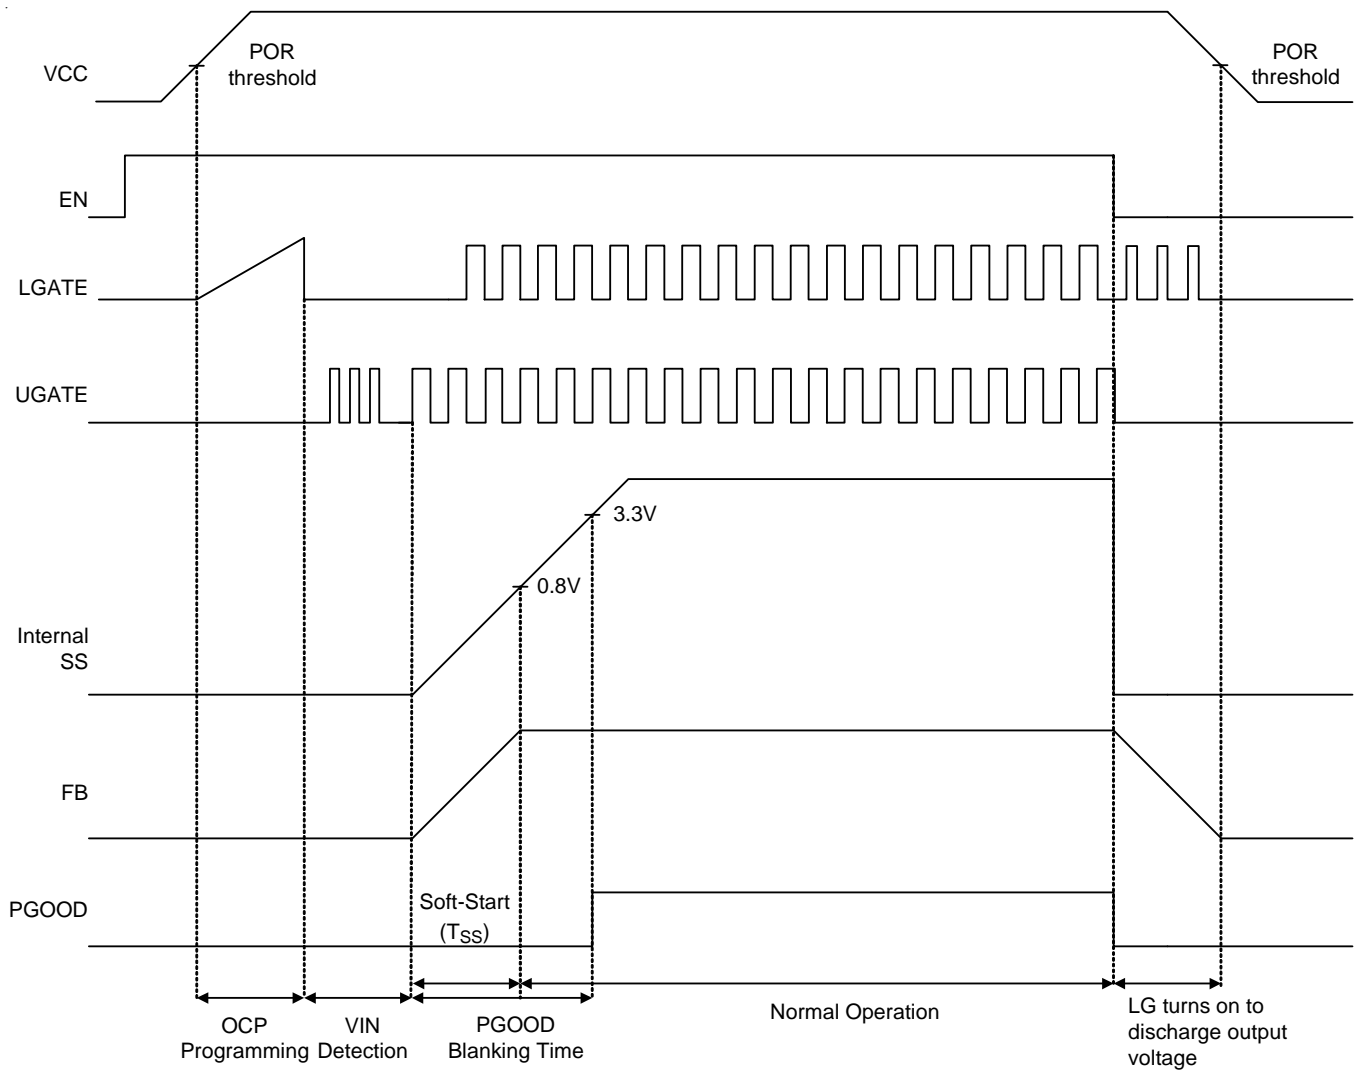 VCC
POR
threshold
POR
threshold
EN
LGATE
UGATE
3.3V
0.8V
Internal
SS
FB
PGOOD
Soft-Start
(TSS)
OCP
Programming
VIN
Detection
PGOOD
Blanking Time
Normal Operation
LG turns on to
discharge output
voltage